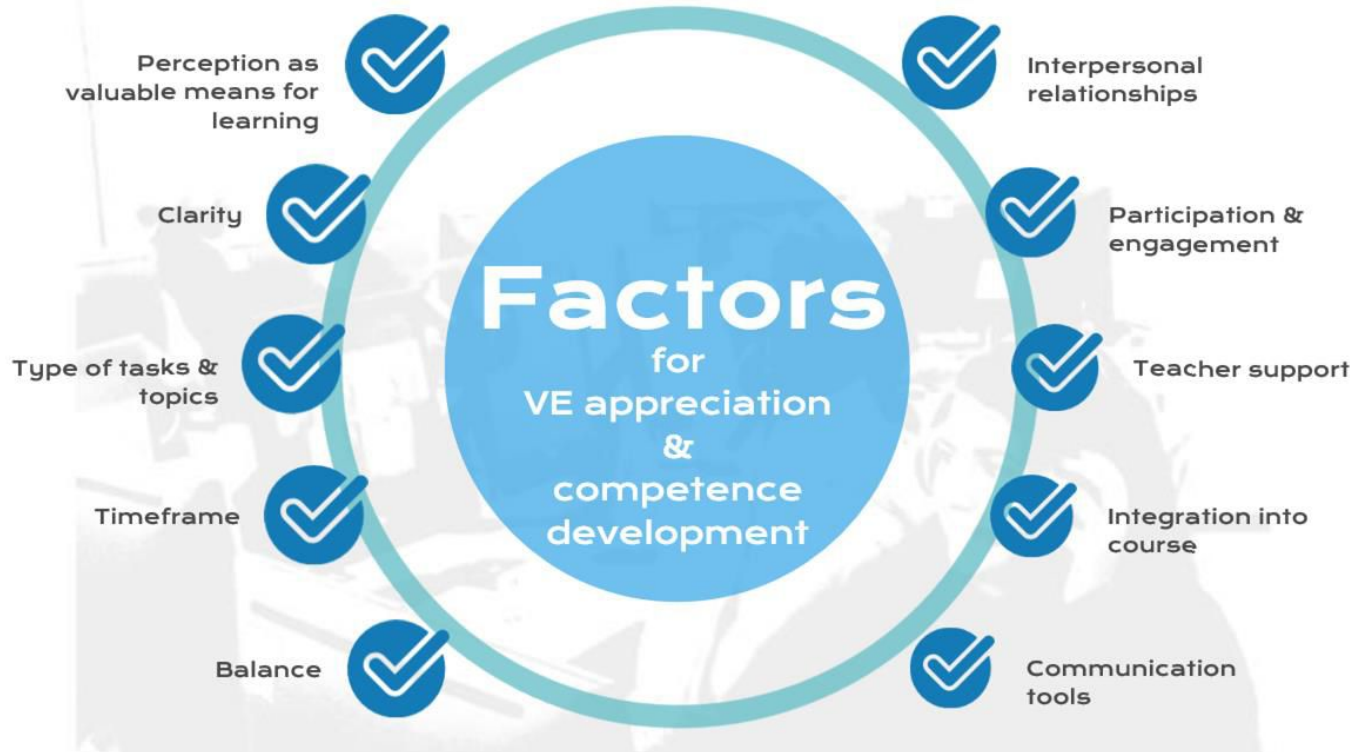 Perception as
valuable means for
learning
Clarity
Type of tasks &
topics
Timeframe
Balance
Factors
for
VE appreciation
&
competence
development
Interpersonal
relationships
Participation &
engagement
Teacher support
Integration into
course
Communication
tools